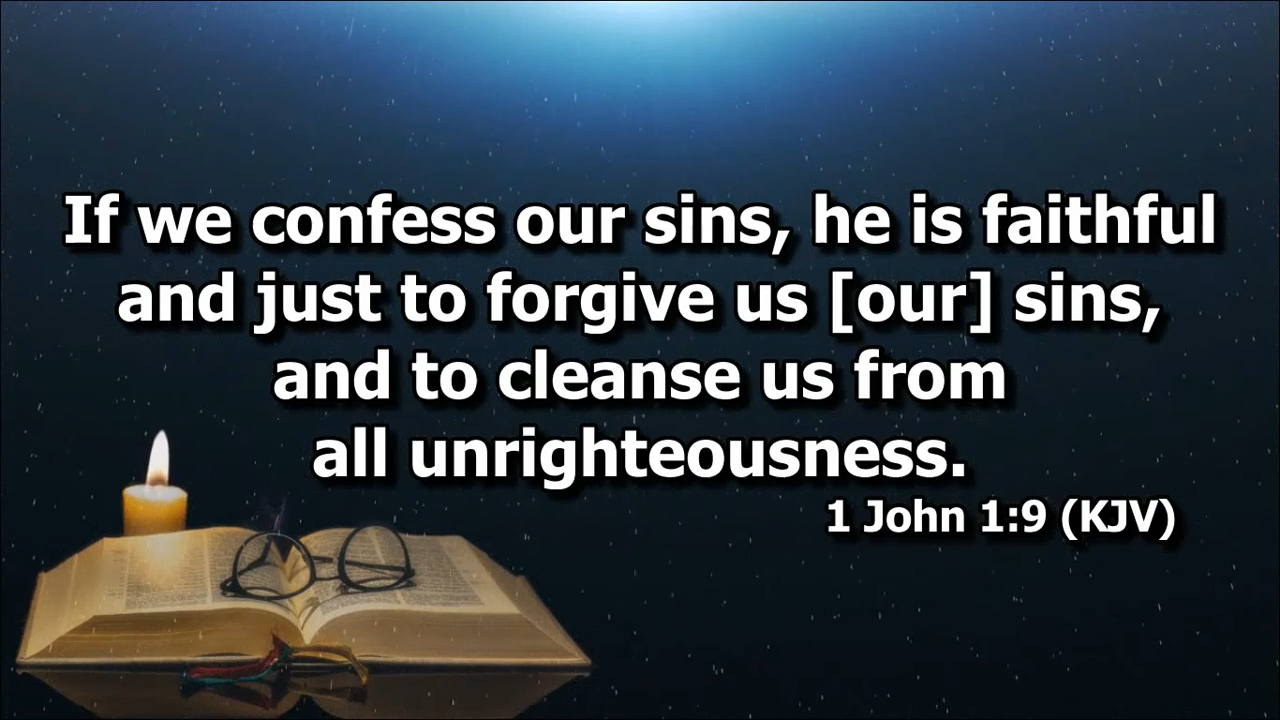 If we confess our sins, he is faithful
and just to forgive us [our] sins,
and to cleanse us from
all unrighteousness.
1 John 1:9 (KJV)